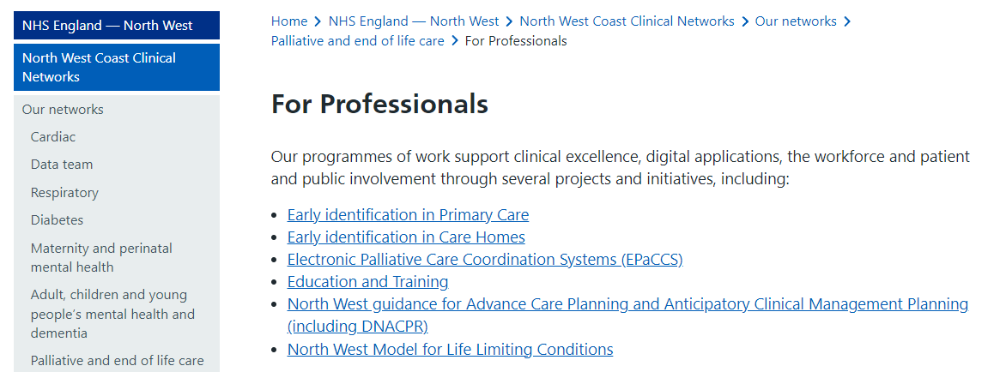 NHS England — North West
North West Coast Clinical
Networks
Our networks
Cardiac
Data team
Respiratory
Diabetes
Maternity and perinatal
mental health
Adult, children and young
people's mental health and
dementia
Palliative and end of life care
Home > NHS England — North West > North West Coast Clinical Networks > Our networks >
Palliative and end of life care > For Professionals
For Professionals
Our programmes of work support clinical excellence, digital applications, the workforce and patient
and public involvement through several projects and initiatives, including:
• Early identification in Primary Care
• Early identification in Care Homes
• Electronic Palliative Care Coordination Systems (EPaCCS)
• Education and Training
• North West guidance for Advance Care Planning and Anticipatory Clinical Management Planning
(including DNACPR)
• North West Model for Life Limiting Conditions